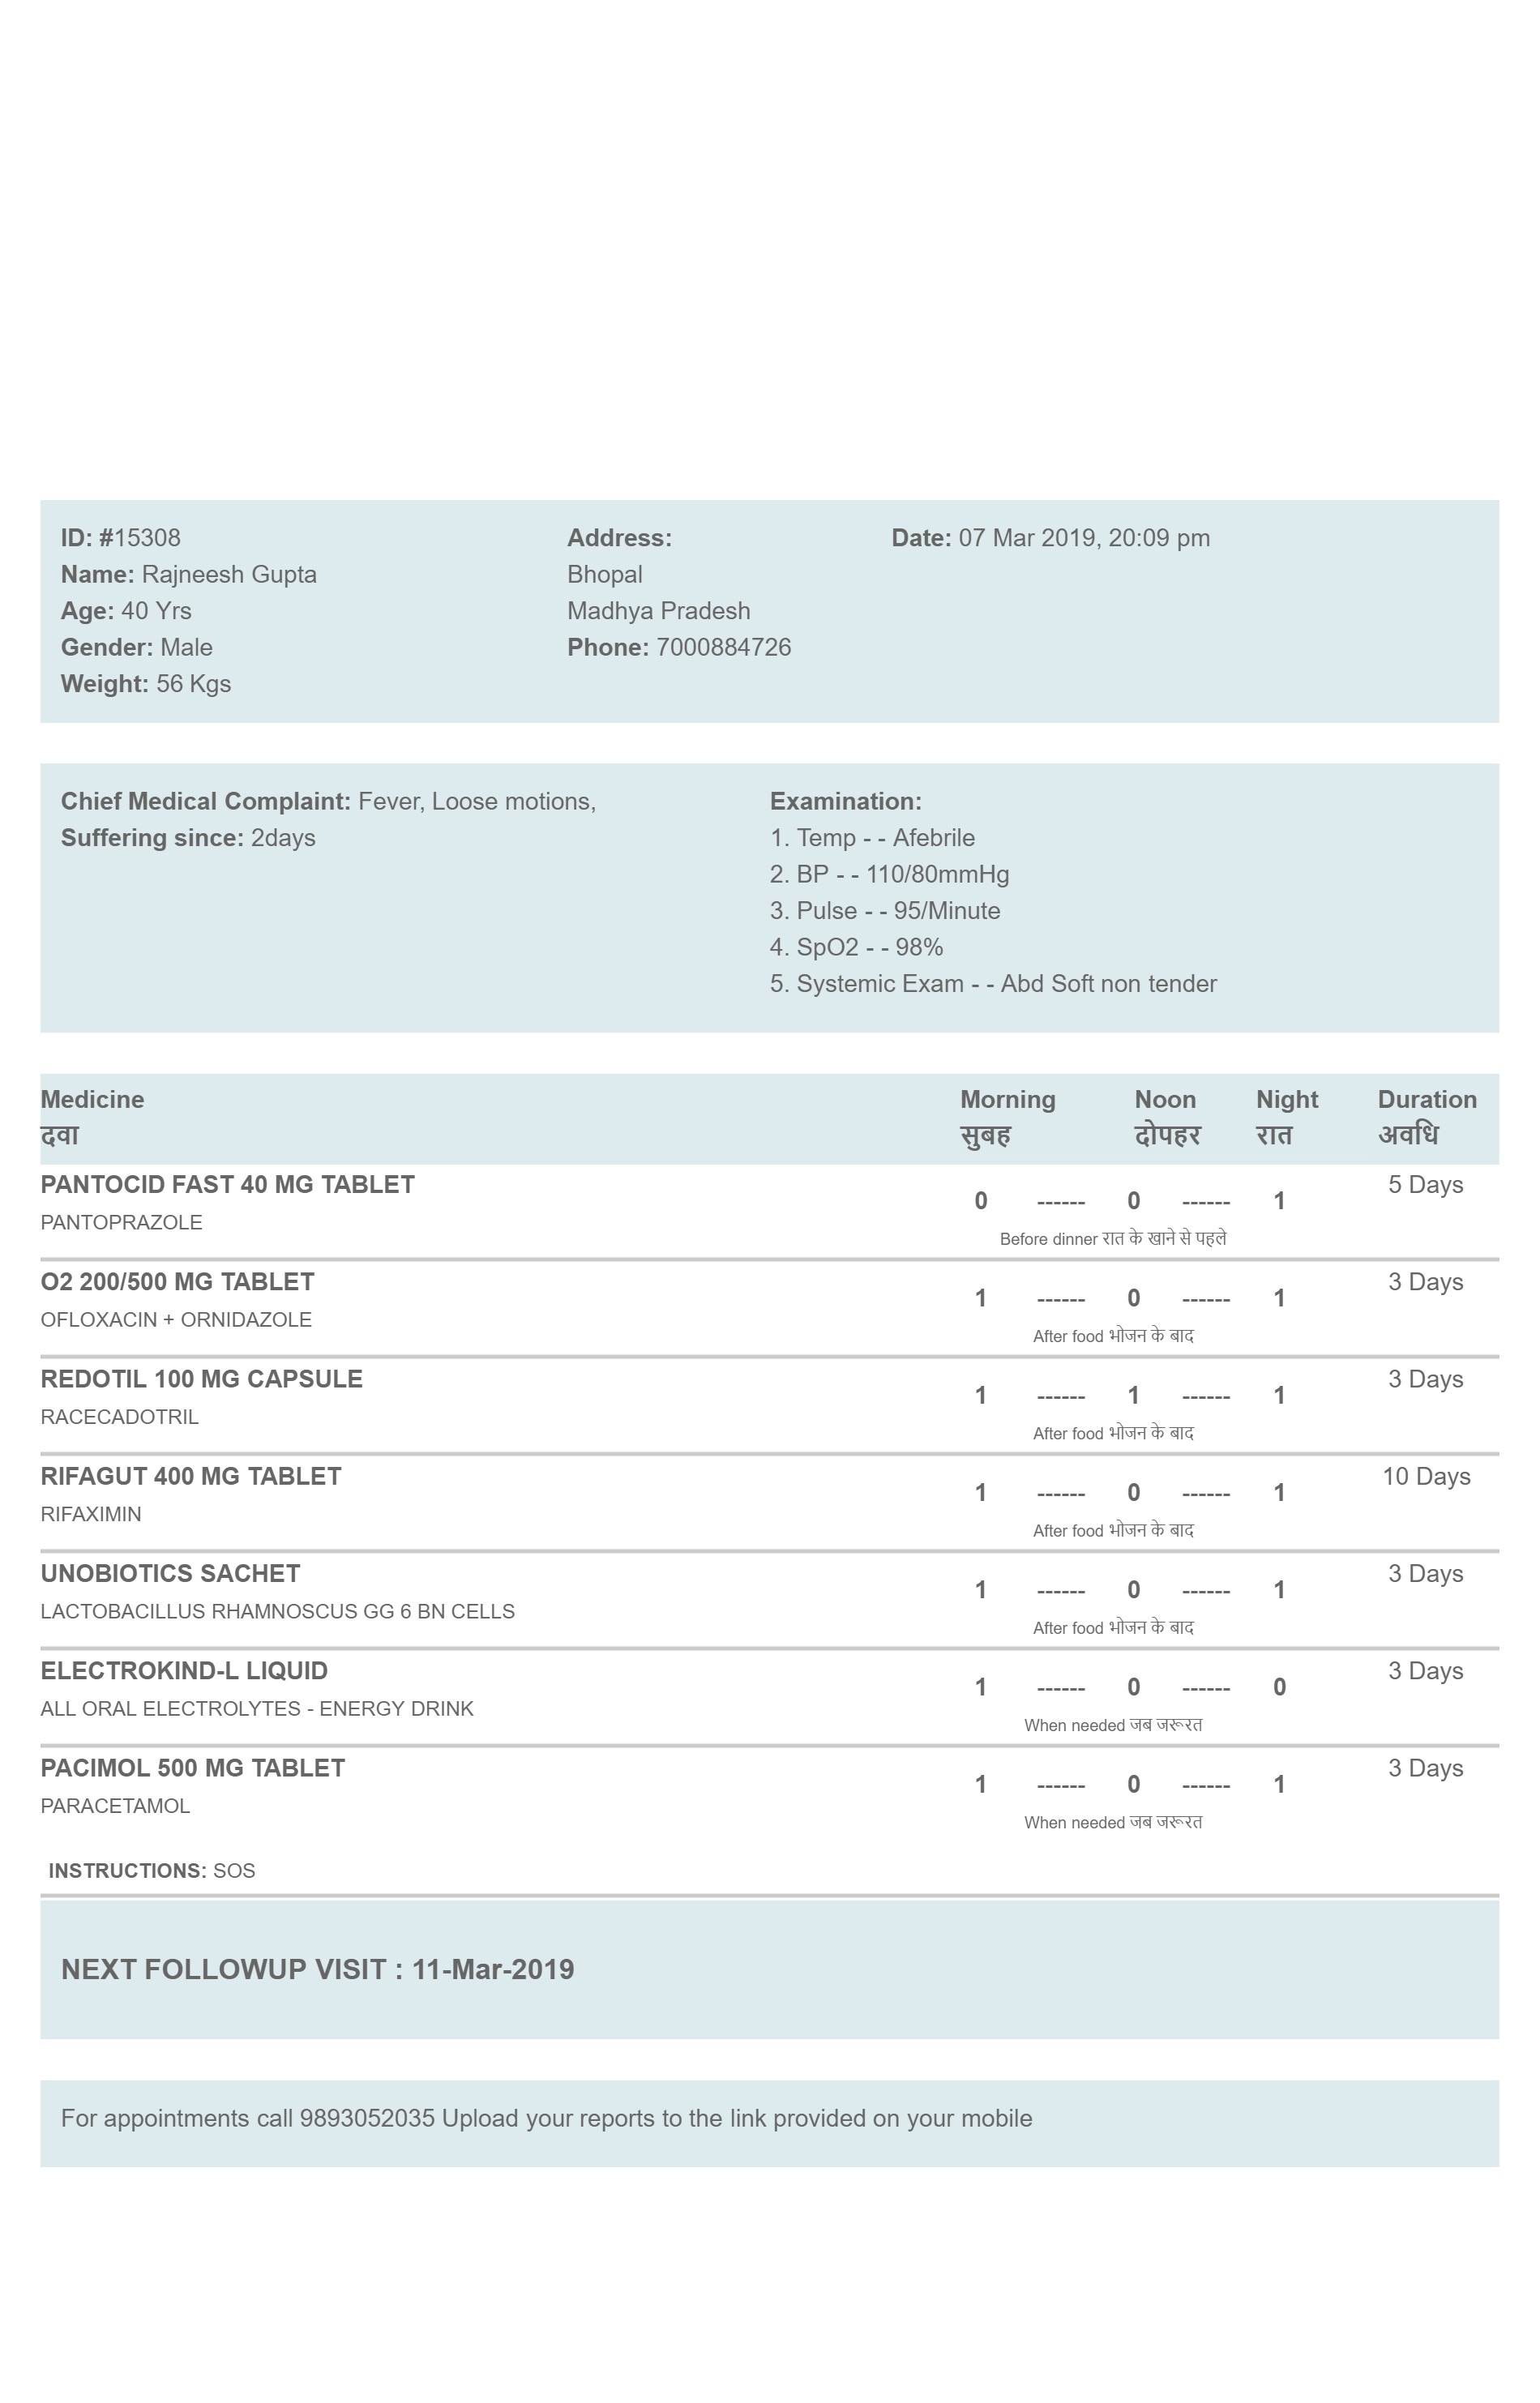 ID: #15308
Name: Rajneesh Gupta
Age: 40 Yrs
Gender: Male
Weight: 56 Kgs
Address:
Bhopal
Madhya Pradesh
Phone: 7000884726
Date: 07 Mar 2019, 20:09 pm
Chief Medical Complaint: Fever, Loose motions,
Suffering since: 2days
Examination:
1. Temp - - Afebrile
2. BP - - 110/80mmHg
3. Pulse - - 95/Minute
4. SpO2 - - 98%
5. Systemic Exam - - Abd Soft non tender
Medicine Morning Noon Night Duration
दवा सुबह दोपहर रात अवधि
PANTOCID FAST 40 MG TABLET 5 Days
0 ------ 0 ------ 1
PANTOPRAZOLE
Before dinner रात के खाने से पहले
O2 200/500 MG TABLET 3 Days
1 ------ 0 ------ 1
OFLOXACIN + ORNIDAZOLE
After food भोजन के बाद
REDOTIL 100 MG CAPSULE 3 Days
1 ------ 1 ------ 1
RACECADOTRIL
After food भोजन के बाद
RIFAGUT 400 MG TABLET 10 Days
1 ------ 0 ------ 1
RIFAXIMIN
After food भोजन के बाद
UNOBIOTICS SACHET 3 Days
1 ------ 0 ------ 1
LACTOBACILLUS RHAMNOSCUS GG 6 BN CELLS
After food भोजन के बाद
ELECTROKIND-L LIQUID 3 Days
1 ------ 0 ------ 0
ALL ORAL ELECTROLYTES - ENERGY DRINK
When needed जब जरूरत
PACIMOL 500 MG TABLET 3 Days
1 ------ 0 ------ 1
PARACETAMOL
When needed जब जरूरत
INSTRUCTIONS: SOS
NEXT FOLLOWUP VISIT : 11-Mar-2019
For appointments call 9893052035 Upload your reports to the link provided on your mobile